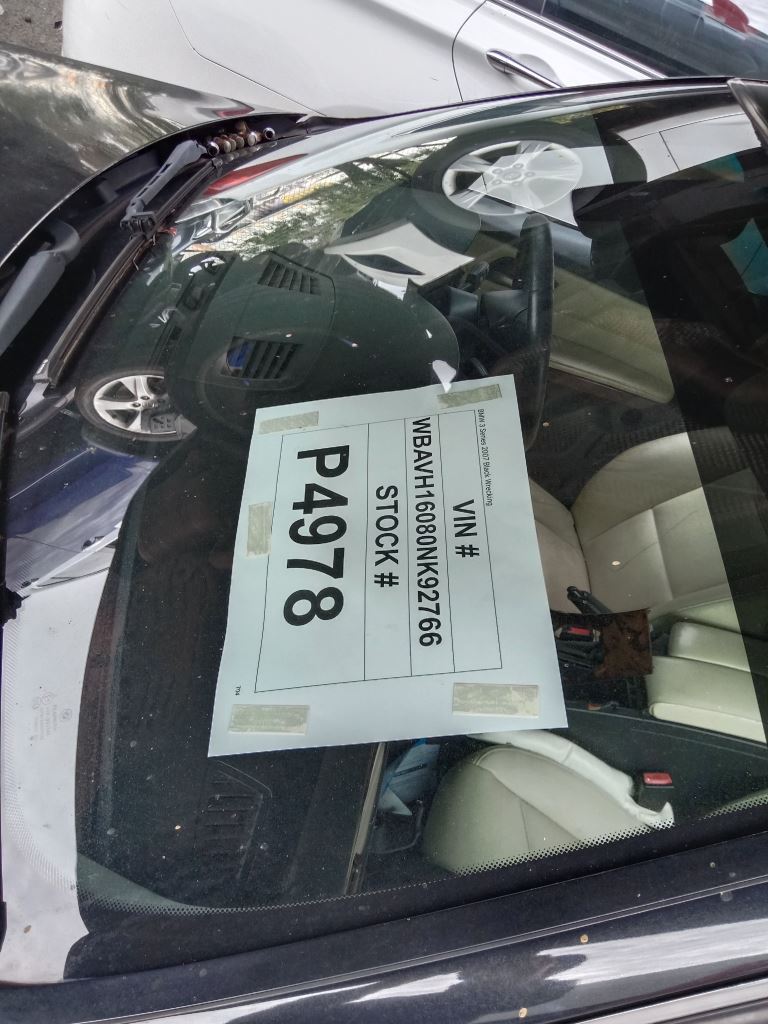 BMW 3 Series 2007 Black Wrecking
VIN #
WBAVH16080NK92766
STOCK #
P4978